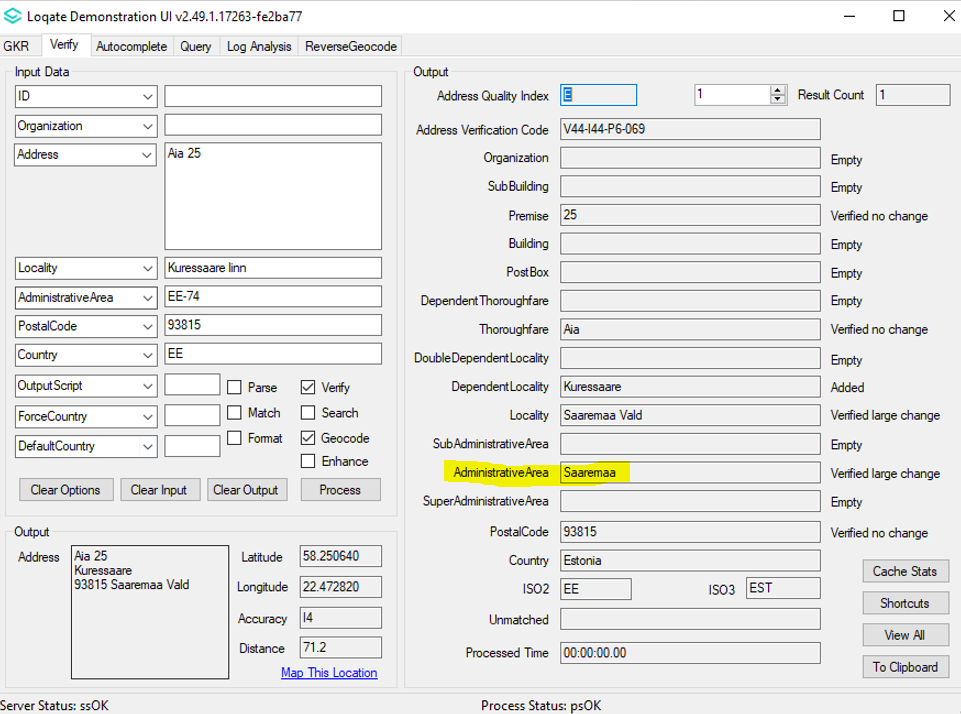 Loqate Demonstration UI v2.49.1.17263-fe2ba77
GKR Verify Autocomplete Query Log Analysis ReverseGeocode
Input Data
ID
Organization
Address Aia 25
Locality Kuressaare linn
AdministrativeArea EE-74
PostalCode 93815
Country EE
OutputScript Parse Verify
ForceCountry Match Search
DefaultCountry Format Geocode
Enhance
Clear Options Clear Input Clear Output Process
Output
Address Aia 25
Kuressaare
93815 Saaremaa Vald
Latitude 58.250640
Longitude 22.472820
Accuracy I4
Distance 71.2
Map This Location
Output
Address Quality Index E 1 Result Count 1
Address Verification Code V44-I44-P6-069
Organization Empty
SubBuilding Empty
Premise 25 Verified no change
Building Empty
PostBox Empty
DependentThoroughfare Empty
Thoroughfare Aia Verified no change
DoubleDependentLocality Empty
DependentLocality Kuressaare Added
Locality Saaremaa Vald Verified large change
SubAdministrativeArea Empty
AdministrativeArea Saaremaa Verified large change
SuperAdministrativeArea Empty
PostalCode 93815 Verified no change
Country Estonia
ISO2 EE ISO3 EST
Unmatched
Processed Time 00:00:00.00
Cache Stats
Shortcuts
View All
To Clipboard
Server Status: ssOK Process Status: psOK